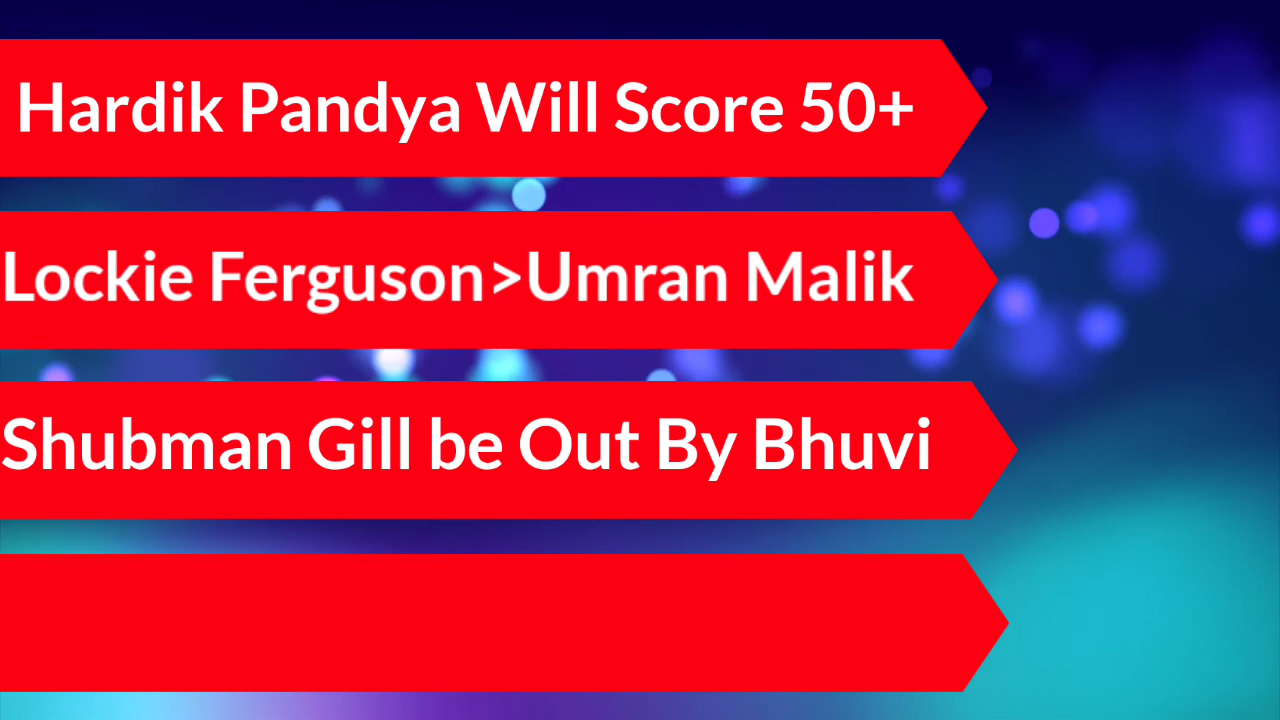 Hardik Pandya Will Score 50+
Lockie Ferguson>Umran Malik
Shubman Gill be Out By Bhuvi